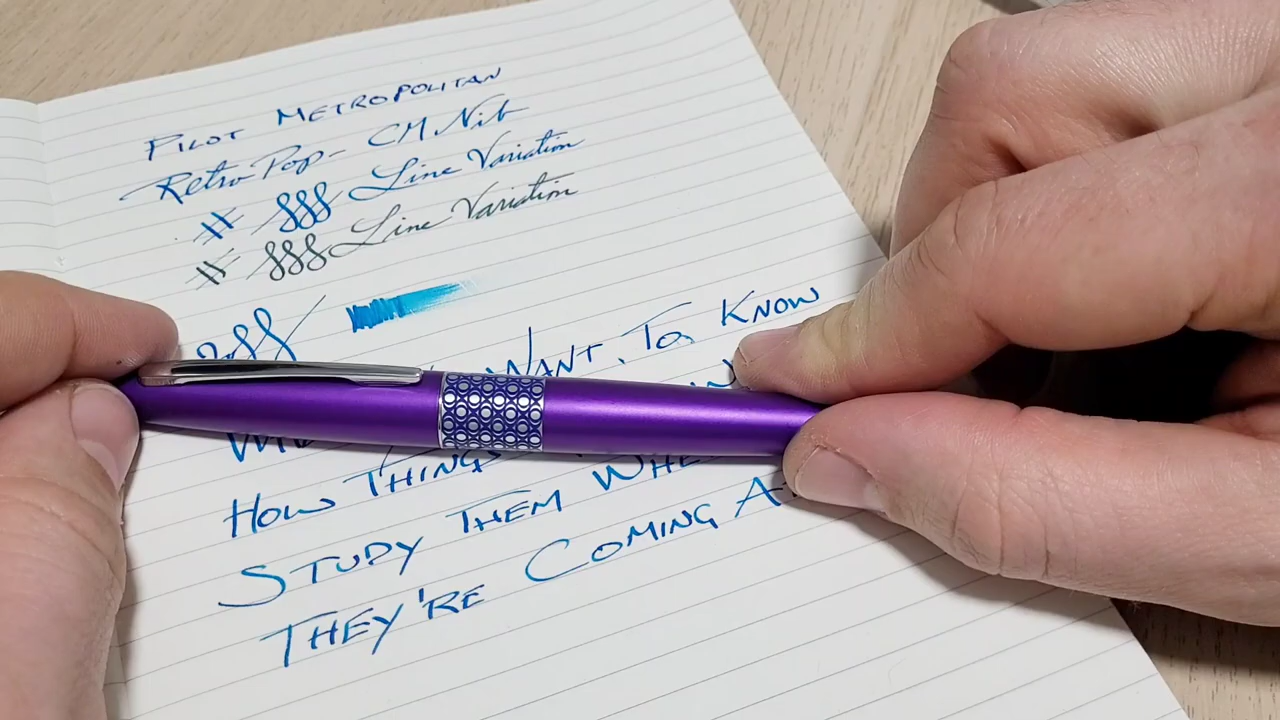 PILOT METROPOLITAN
Retro Pop - CM Nib
# Line Variation
# Line Variation
WANT TO KNOW
HOW THINGS
STUDY THEM WHE
THEY'RE COMING A